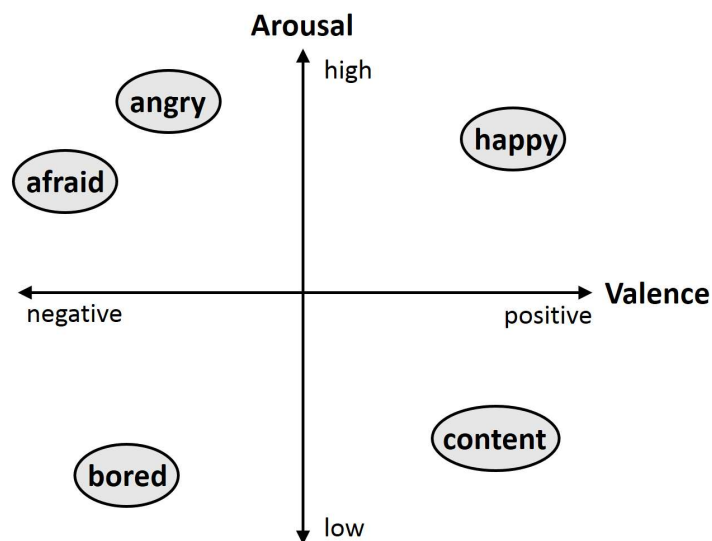 Arousal
high
angry
happy
afraid
Valence
negative
positive
content
bored
low